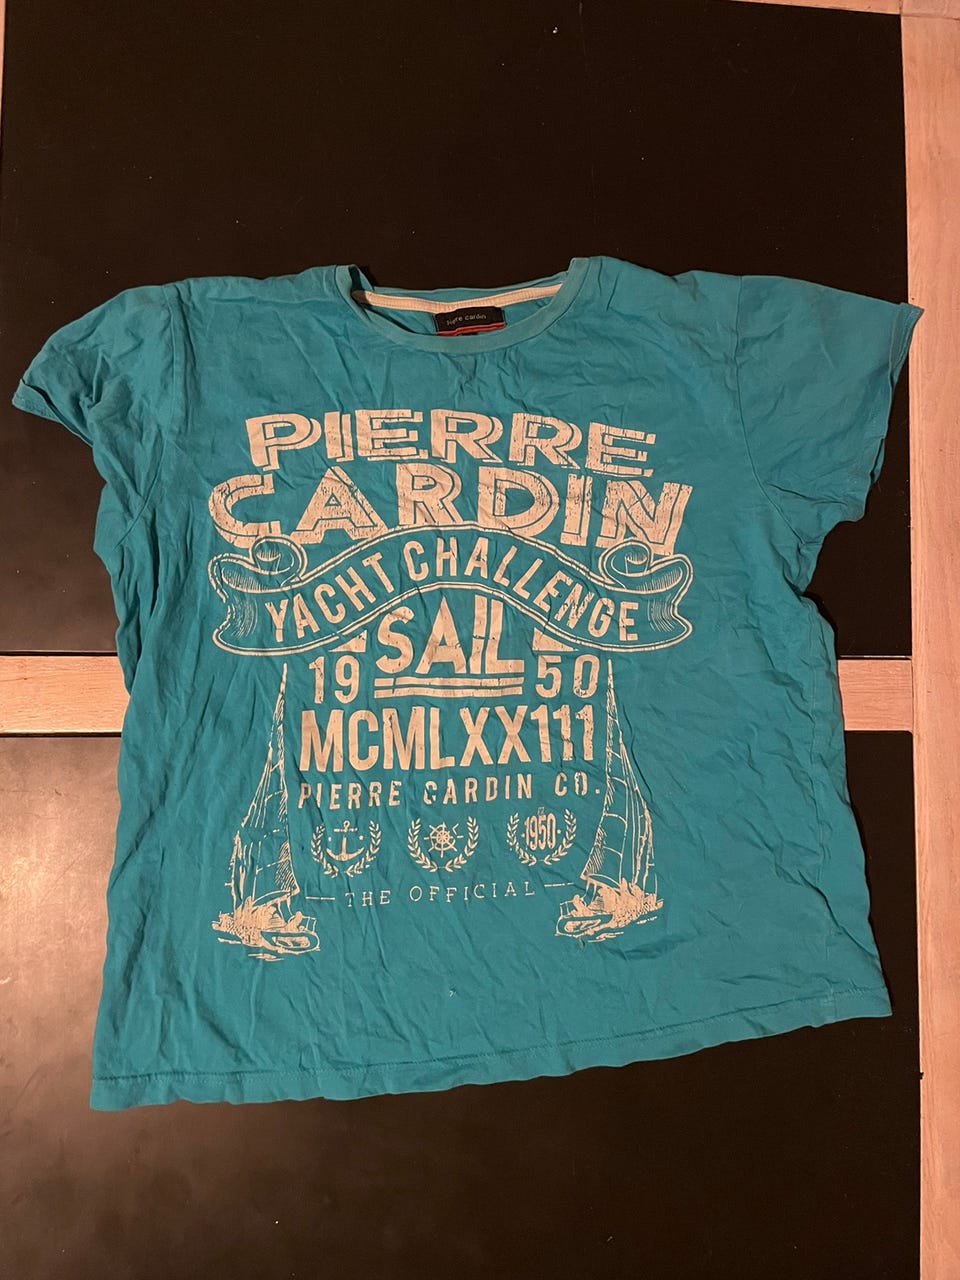 pierre cardin
PIERRE
CARDIN
YACHT CHALLENGE
SAIL
19 50
MCMLXX111
PIERRE CARDIN CO.
1950
THE OFFICIAL